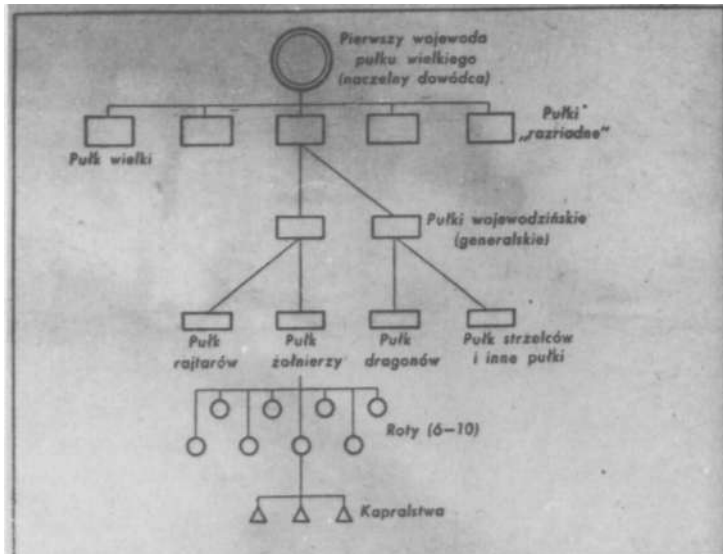 Pierwszy wojewoda
pułku wielkiego
(naczelny dowódca)
Pułki
„razriadne”
Pułk wielki
Pułki wojewodzińskie
(generalskie)
Pułk
rajtarów
Pułk
żołnierzy
Pułk
dragonów
Pułk strzelców
i inne pułki
Roty (6—10)
Kapralstwa